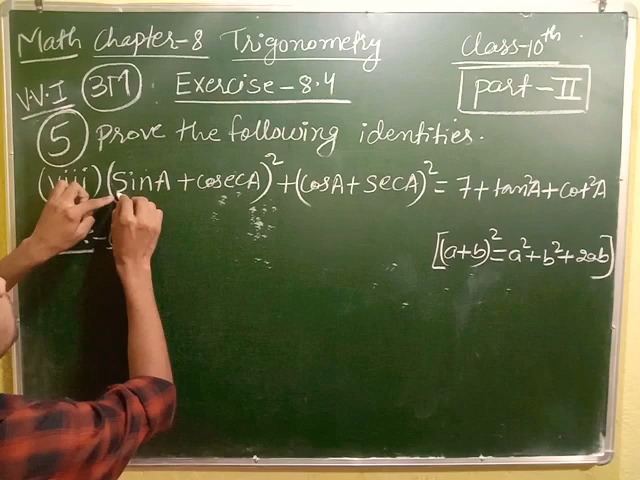 Math Chapter-8 Trigonometry Class-10th
V.V.I 3M Exercise-8.4 part-II
5 prove the following identities.
(viii) (SinA + cosecA)² + (CosA + SecA)² = 7 + tan²A + Cot²A
[(a+b)² = a² + b² + 2ab]